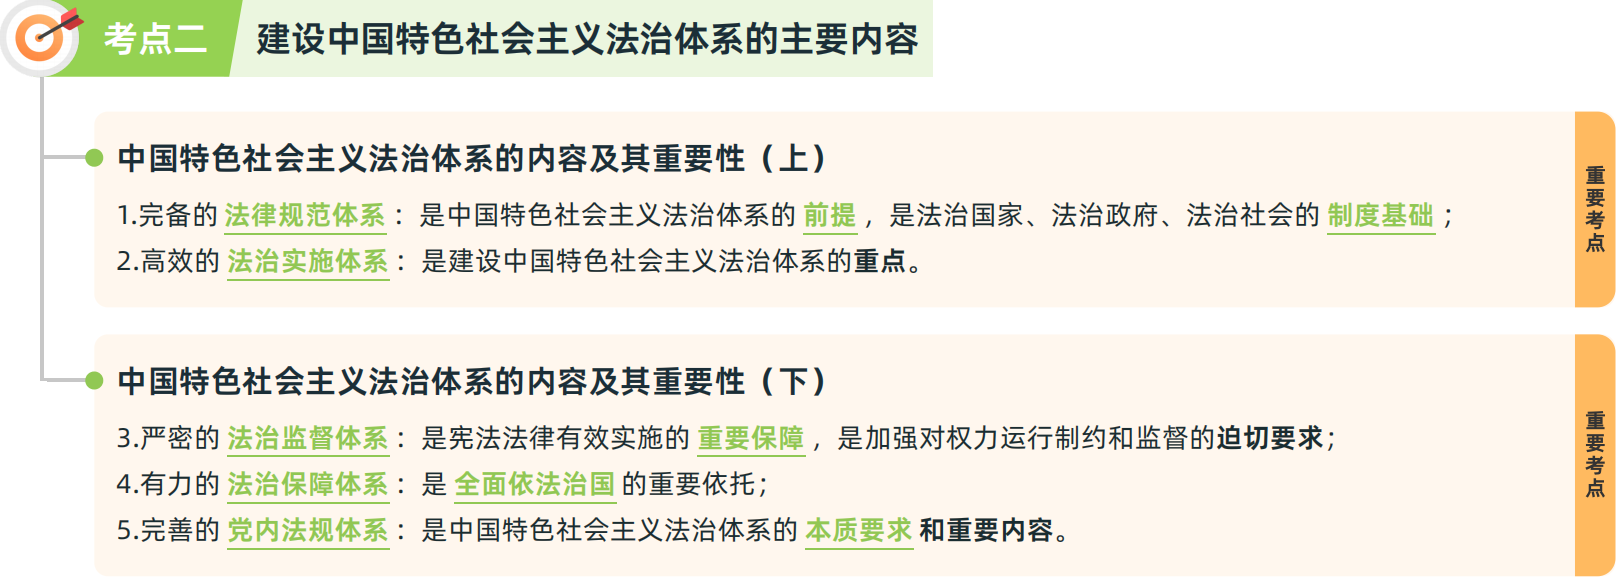 考点二 建设中国特色社会主义法治体系的主要内容
中国特色社会主义法治体系的内容及其重要性（上）
1.完备的 法律规范体系：是中国特色社会主义法治体系的 前提，是法治国家、法治政府、法治社会的 制度基础；
2.高效的 法治实施体系：是建设中国特色社会主义法治体系的重点。
重要考点
中国特色社会主义法治体系的内容及其重要性（下）
3.严密的 法治监督体系：是宪法法律有效实施的 重要保障，是加强对权力运行制约和监督的迫切要求；
4.有力的 法治保障体系：是 全面依法治国 的重要依托；
5.完善的 党内法规体系：是中国特色社会主义法治体系的 本质要求 和重要内容。
重要考点